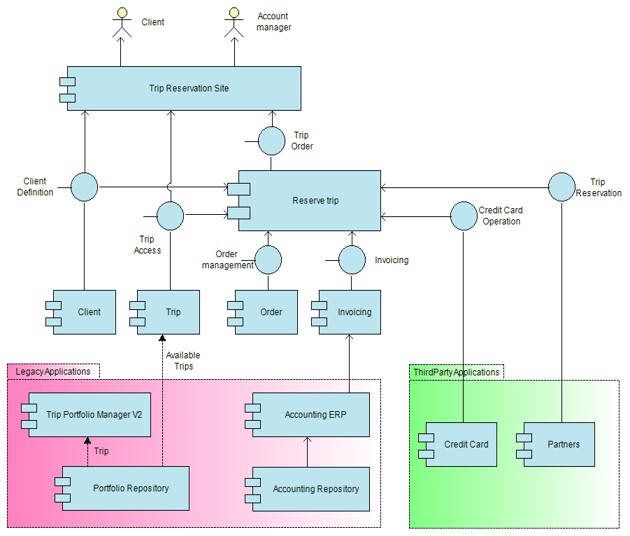 Client
Account
manager
Trip Reservation Site
Trip
Order
Client
Definition
Reserve trip
Trip
Reservation
Credit Card
Operation
Trip
Access
Order
management
Invoicing
Client
Trip
Order
Invoicing
Available
Trips
LegacyApplications
ThirdPartyApplications
Trip Portfolio Manager V2
Accounting ERP
Trip
Credit Card
Partners
Portfolio Repository
Accounting Repository